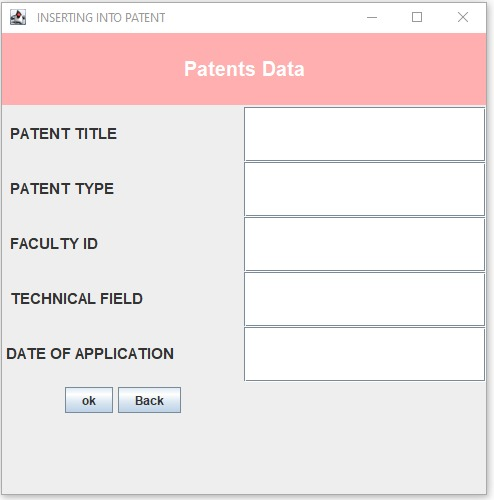 INSERTING INTO PATENT
Patents Data
PATENT TITLE
PATENT TYPE
FACULTY ID
TECHNICAL FIELD
DATE OF APPLICATION
ok Back